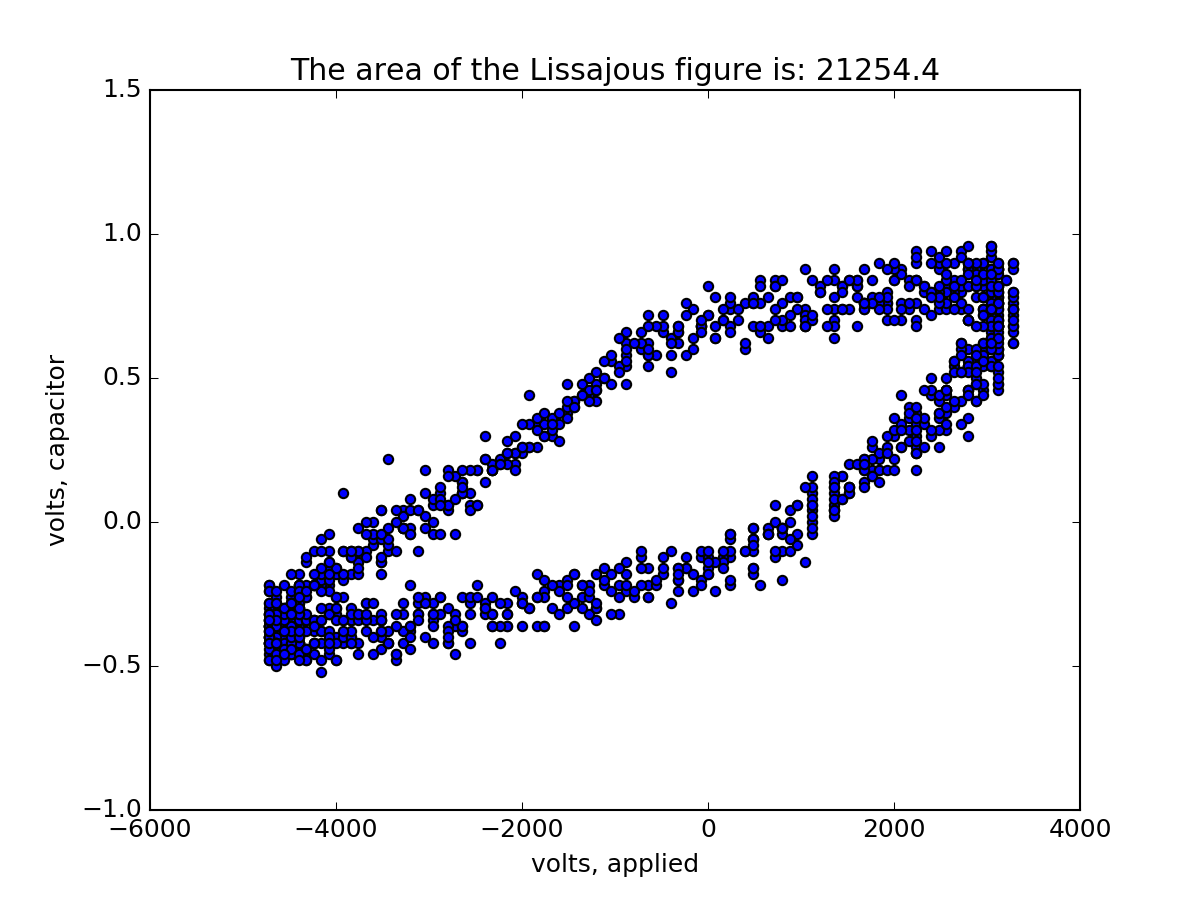 The area of the Lissajous figure is: 21254.4
1.5
1.0
0.5
0.0
−0.5
−1.0
−6000 −4000 −2000 0 2000 4000
volts, applied
volts, capacitor